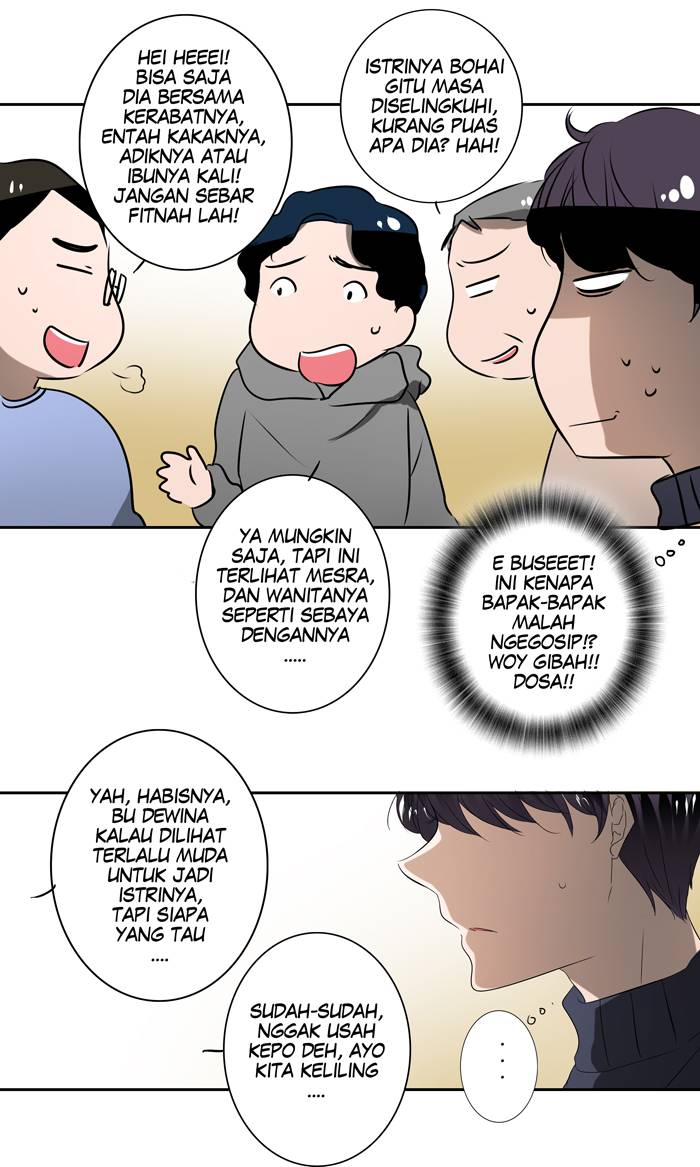 HEI HEEEI!
BISA SAJA
DIA BERSAMA
KERABATNYA,
ENTAH KAKAKNYA,
ADIKNYA ATAU
IBUNYA KALI!
JANGAN SEBAR
FITNAH LAH!
ISTRINYA BOHAI
GITU MASA
DISELINGKUHI,
KURANG PUAS
APA DIA? HAH!
YA MUNGKIN
SAJA, TAPI INI
TERLIHAT MESRA,
DAN WANITANYA
SEPERTI SEBAYA
DENGANNYA
.....
E BUSEEET!
INI KENAPA
BAPAK-BAPAK
MALAH
NGEGOSIP!?
WOY GIBAH!!
DOSA!!
YAH, HABISNYA,
BU DEWINA
KALAU DILIHAT
TERLALU MUDA
UNTUK JADI
ISTRINYA,
TAPI SIAPA
YANG TAU
....
SUDAH-SUDAH,
NGGAK USAH
KEPO DEH, AYO
KITA KELILING
....
...